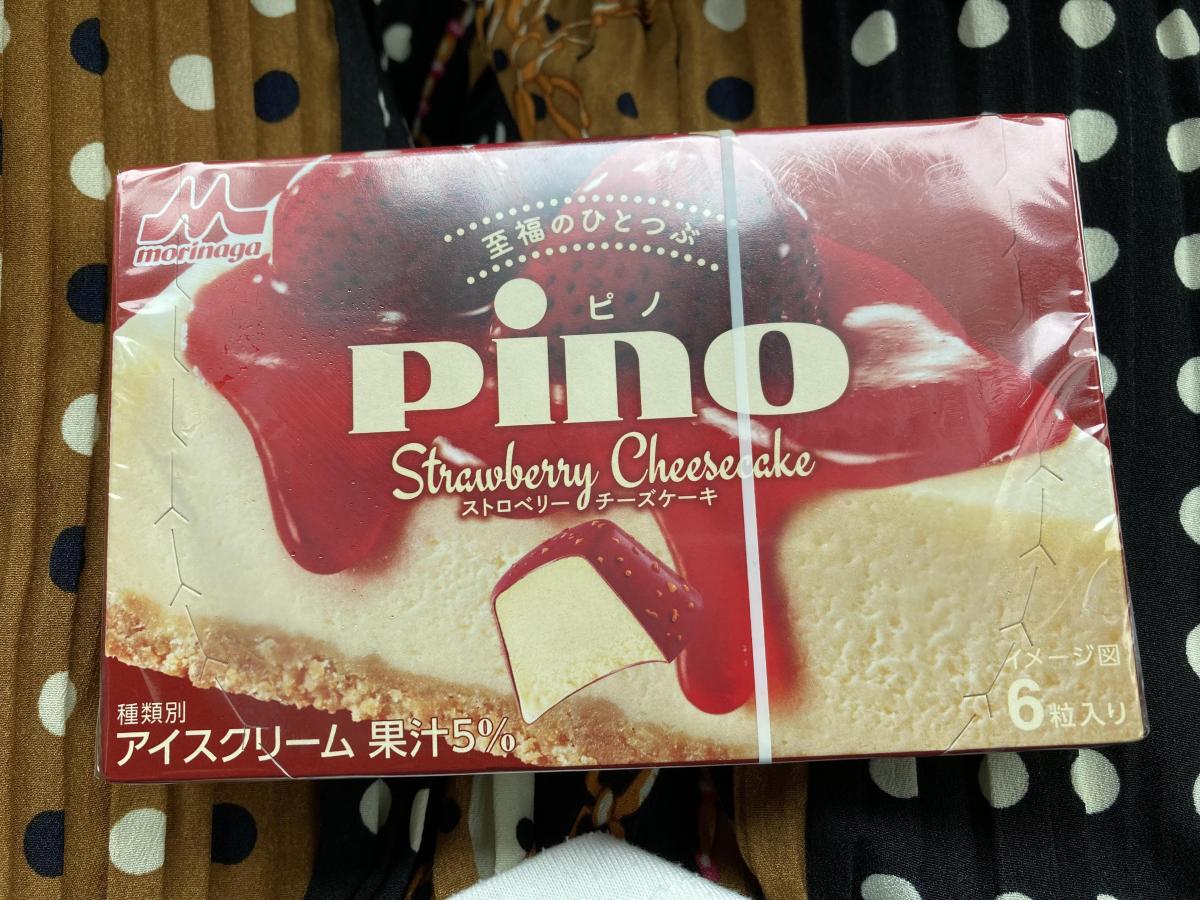 morinaga
至福のひとつぶ
ピノ
pino
Strawberry Cheesecake
ストロベリー チーズケーキ
イメージ図
6粒入り
種類別
アイスクリーム 果汁5%